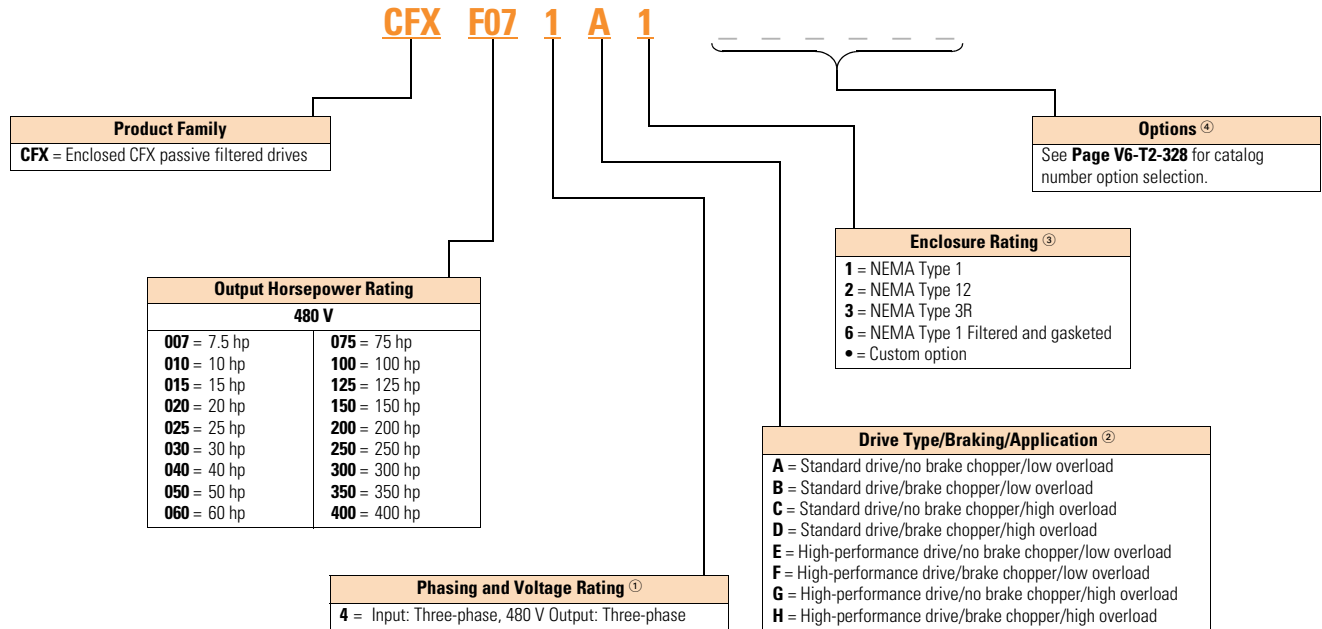 CFX F07 1 A 1
Product Family
CFX = Enclosed CFX passive filtered drives
Options ④
See Page V6-T2-328 for catalog
number option selection.
Enclosure Rating ③
1 = NEMA Type 1
2 = NEMA Type 12
3 = NEMA Type 3R
6 = NEMA Type 1 Filtered and gasketed
• = Custom option
Output Horsepower Rating
480 V
007 = 7.5 hp
010 = 10 hp
015 = 15 hp
020 = 20 hp
025 = 25 hp
030 = 30 hp
040 = 40 hp
050 = 50 hp
060 = 60 hp
075 = 75 hp
100 = 100 hp
125 = 125 hp
150 = 150 hp
200 = 200 hp
250 = 250 hp
300 = 300 hp
350 = 350 hp
400 = 400 hp
Drive Type/Braking/Application ②
A = Standard drive/no brake chopper/low overload
B = Standard drive/brake chopper/low overload
C = Standard drive/no brake chopper/high overload
D = Standard drive/brake chopper/high overload
E = High-performance drive/no brake chopper/low overload
F = High-performance drive/brake chopper/low overload
G = High-performance drive/no brake chopper/high overload
H = High-performance drive/brake chopper/high overload
Phasing and Voltage Rating ①
4 = Input: Three-phase, 480 V Output: Three-phase